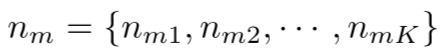 n_m = {n_{m1}, n_{m2}, ⋯ , n_{mK}}